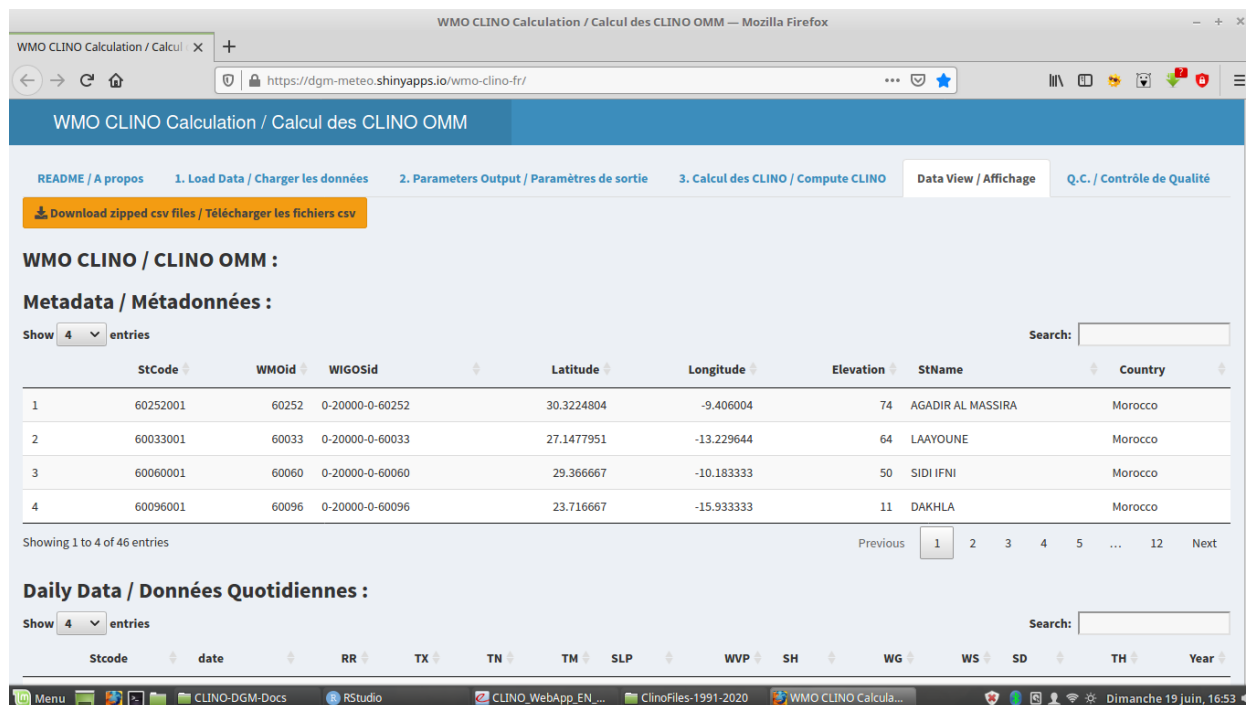 WMO CLINO Calculation / Calcul des CLINO OMM — Mozilla Firefox
WMO CLINO Calculation / Calcul
https://dgm-meteo.shinyapps.io/wmo-clino-fr/
WMO CLINO Calculation / Calcul des CLINO OMM
README / A propos 1. Load Data / Charger les données 2. Parameters Output / Paramètres de sortie 3. Calcul des CLINO / Compute CLINO Data View / Affichage Q.C. / Contrôle de Qualité
Download zipped csv files / Télécharger les fichiers csv
WMO CLINO / CLINO OMM :
Metadata / Métadonnées :
Show 4 entries Search:
StCode WMOid WIGOSid Latitude Longitude Elevation StName Country
1 60252001 60252 0-20000-0-60252 30.3224804 -9.406004 74 AGADIR AL MASSIRA Morocco
2 60033001 60033 0-20000-0-60033 27.1477951 -13.229644 64 LAAYOUNE Morocco
3 60060001 60060 0-20000-0-60060 29.366667 -10.183333 50 SIDI IFNI Morocco
4 60096001 60096 0-20000-0-60096 23.716667 -15.933333 11 DAKHLA Morocco
Showing 1 to 4 of 46 entries Previous 1 2 3 4 5 ... 12 Next
Daily Data / Données Quotidiennes :
Show 4 entries Search:
Stcode date RR TX TN TM SLP WVP SH WG WS SD TH Year
Menu CLINO-DGM-Docs RStudio CLINO_WebApp_EN_... ClinoFiles-1991-2020 WMO CLINO Calcula... Dimanche 19 juin, 16:53